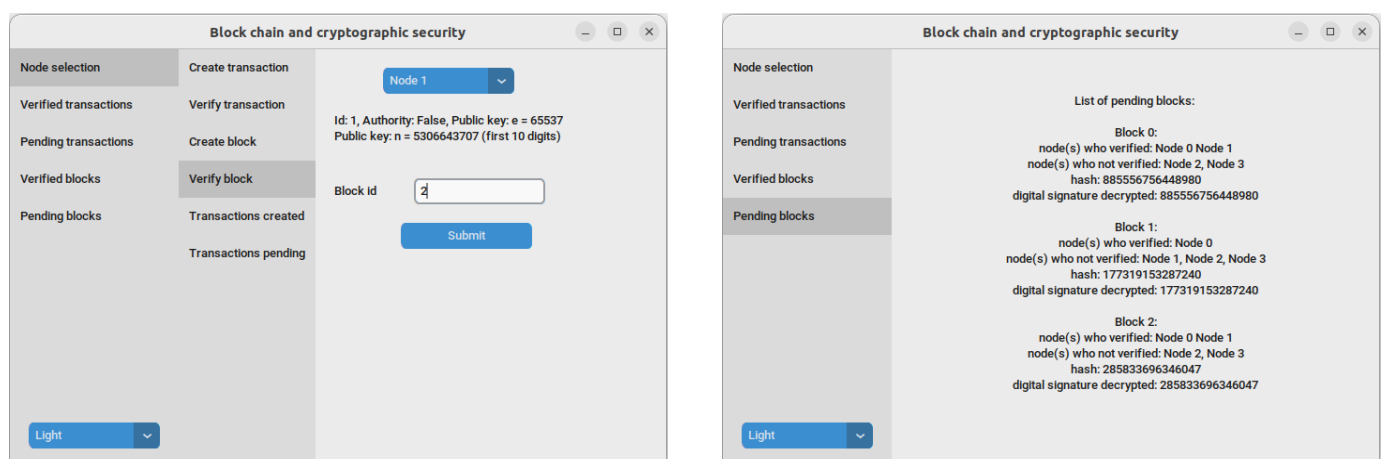 Block chain and cryptographic security
Node selection
Verified transactions
Pending transactions
Verified blocks
Pending blocks
Light
Create transaction
Verify transaction
Create block
Verify block
Transactions created
Transactions pending
Node 1
Id: 1, Authority: False, Public key: e = 65537
Public key: n = 5306643707 (first 10 digits)
Block id
2
Submit
Block chain and cryptographic security
Node selection
Verified transactions
Pending transactions
Verified blocks
Pending blocks
Light
List of pending blocks:
Block 0:
node(s) who verified: Node 0 Node 1
node(s) who not verified: Node 2, Node 3
hash: 885556756448980
digital signature decrypted: 885556756448980
Block 1:
node(s) who verified: Node 0
node(s) who not verified: Node 1, Node 2, Node 3
hash: 177319153287240
digital signature decrypted: 177319153287240
Block 2:
node(s) who verified: Node 0 Node 1
node(s) who not verified: Node 2, Node 3
hash: 285833696346047
digital signature decrypted: 285833696346047